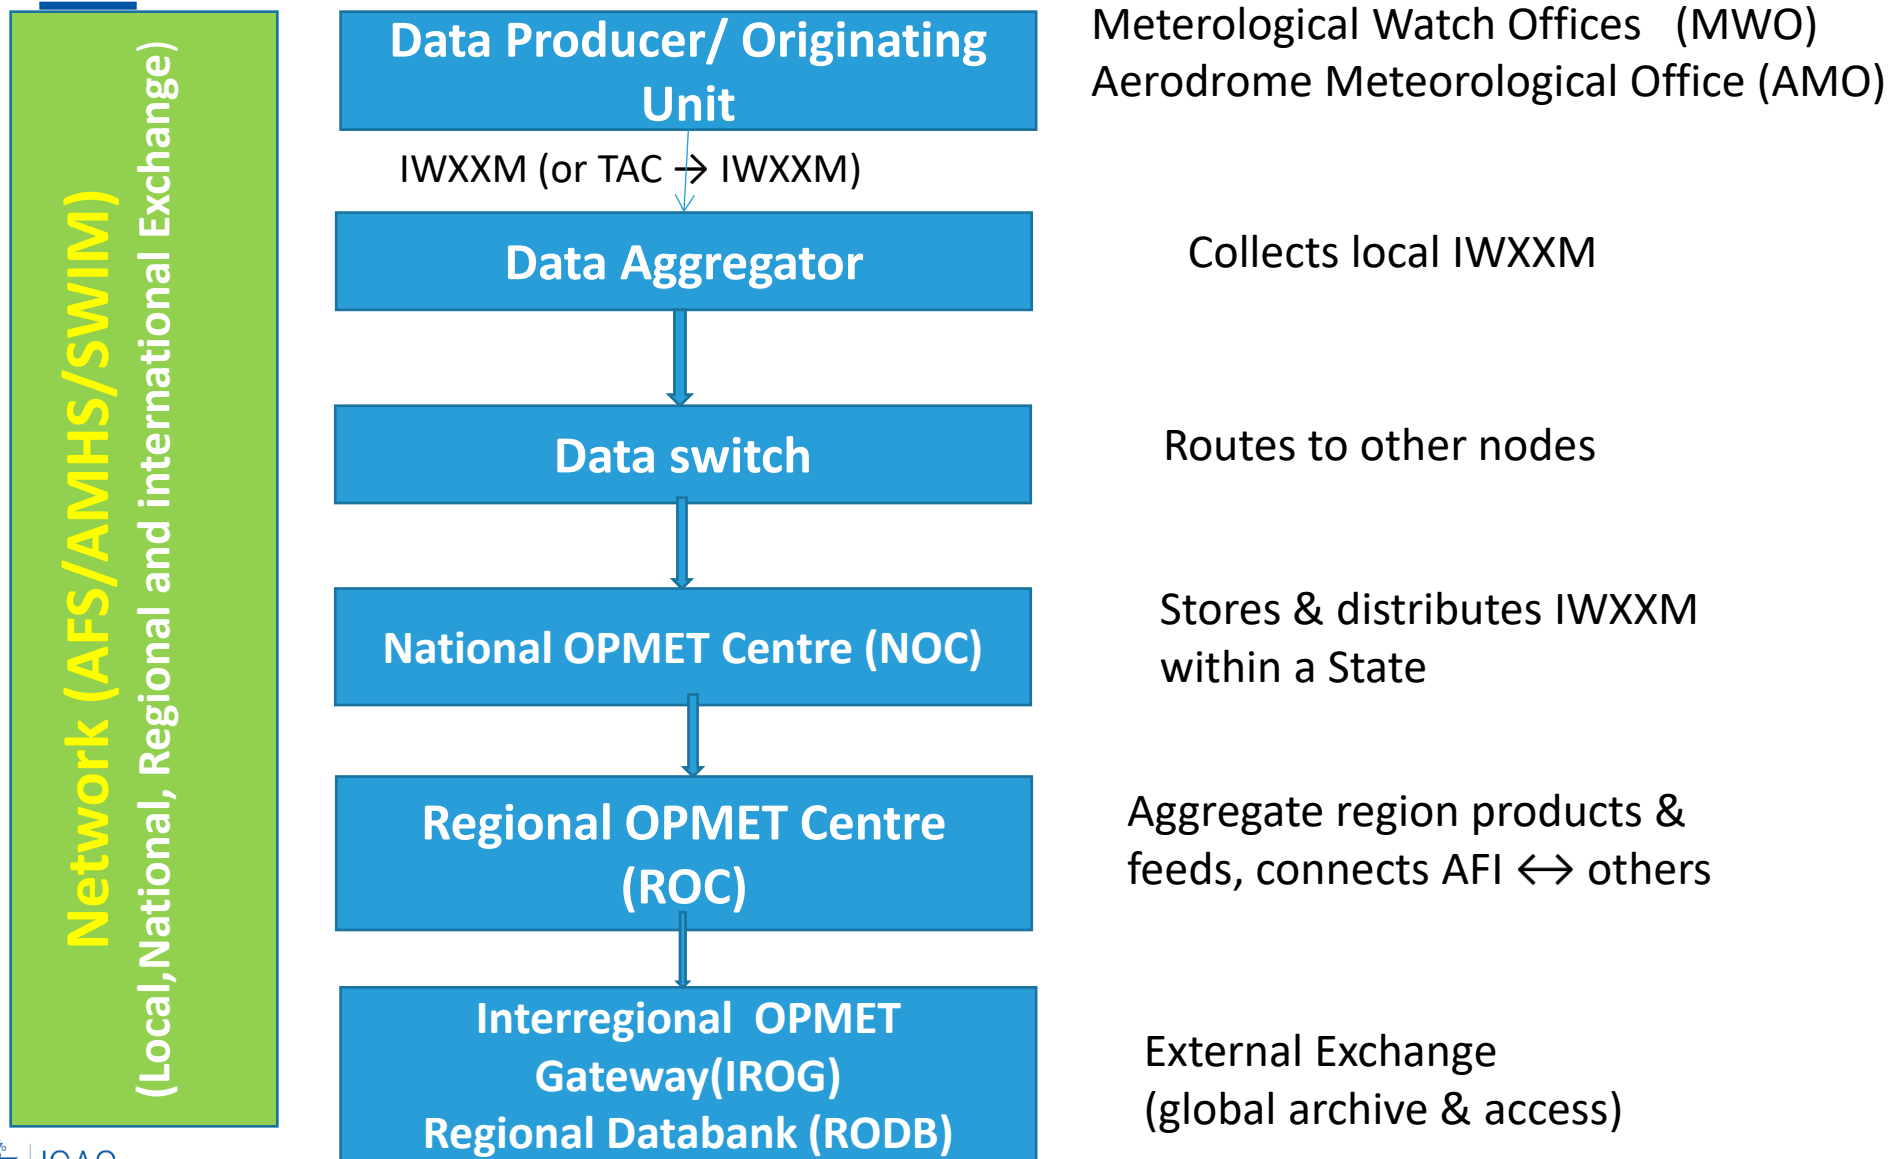 Network (AFS/AMHS/SWIM)
(Local,National, Regional and international Exchange)
Data Producer/ Originating
Unit
Meterological Watch Offices (MWO)
Aerodrome Meteorological Office (AMO)
IWXXM (or TAC → IWXXM)
Data Aggregator
Collects local IWXXM
Data switch
Routes to other nodes
National OPMET Centre (NOC)
Stores & distributes IWXXM
within a State
Regional OPMET Centre
(ROC)
Aggregate region products &
feeds, connects AFI ↔ others
Interregional OPMET
Gateway(IROG)
Regional Databank (RODB)
External Exchange
(global archive & access)